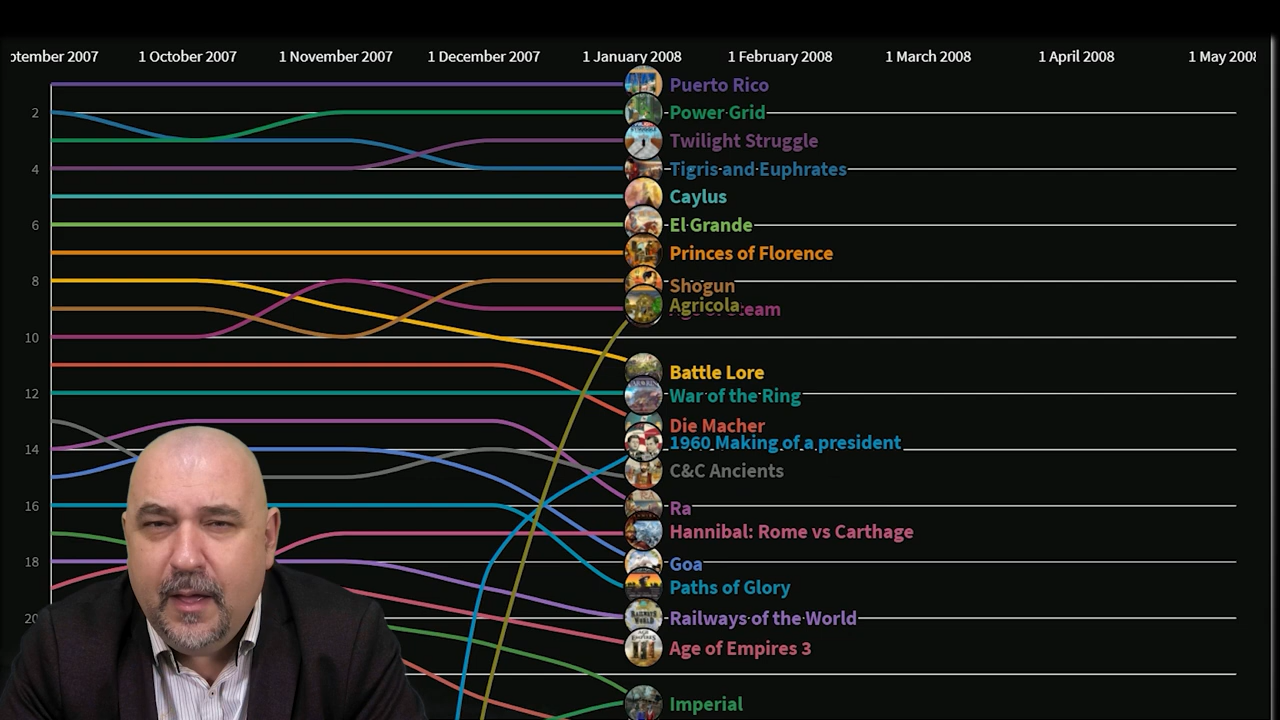 ptember 2007 1 October 2007 1 November 2007 1 December 2007 1 January 2008 1 February 2008 1 March 2008 1 April 2008 1 May 2008
Puerto Rico
2 Power Grid
Twilight Struggle
4 Tigris and Euphrates
Caylus
6 El Grande
Princes of Florence
8 Shogun
Agricola
eam
10
Battle Lore
12 War of the Ring
Die Macher
14 1960 Making of a president
C&C Ancients
16 Ra
Hannibal: Rome vs Carthage
18 Goa
Paths of Glory
20 Railways of the World
Age of Empires 3
Imperial